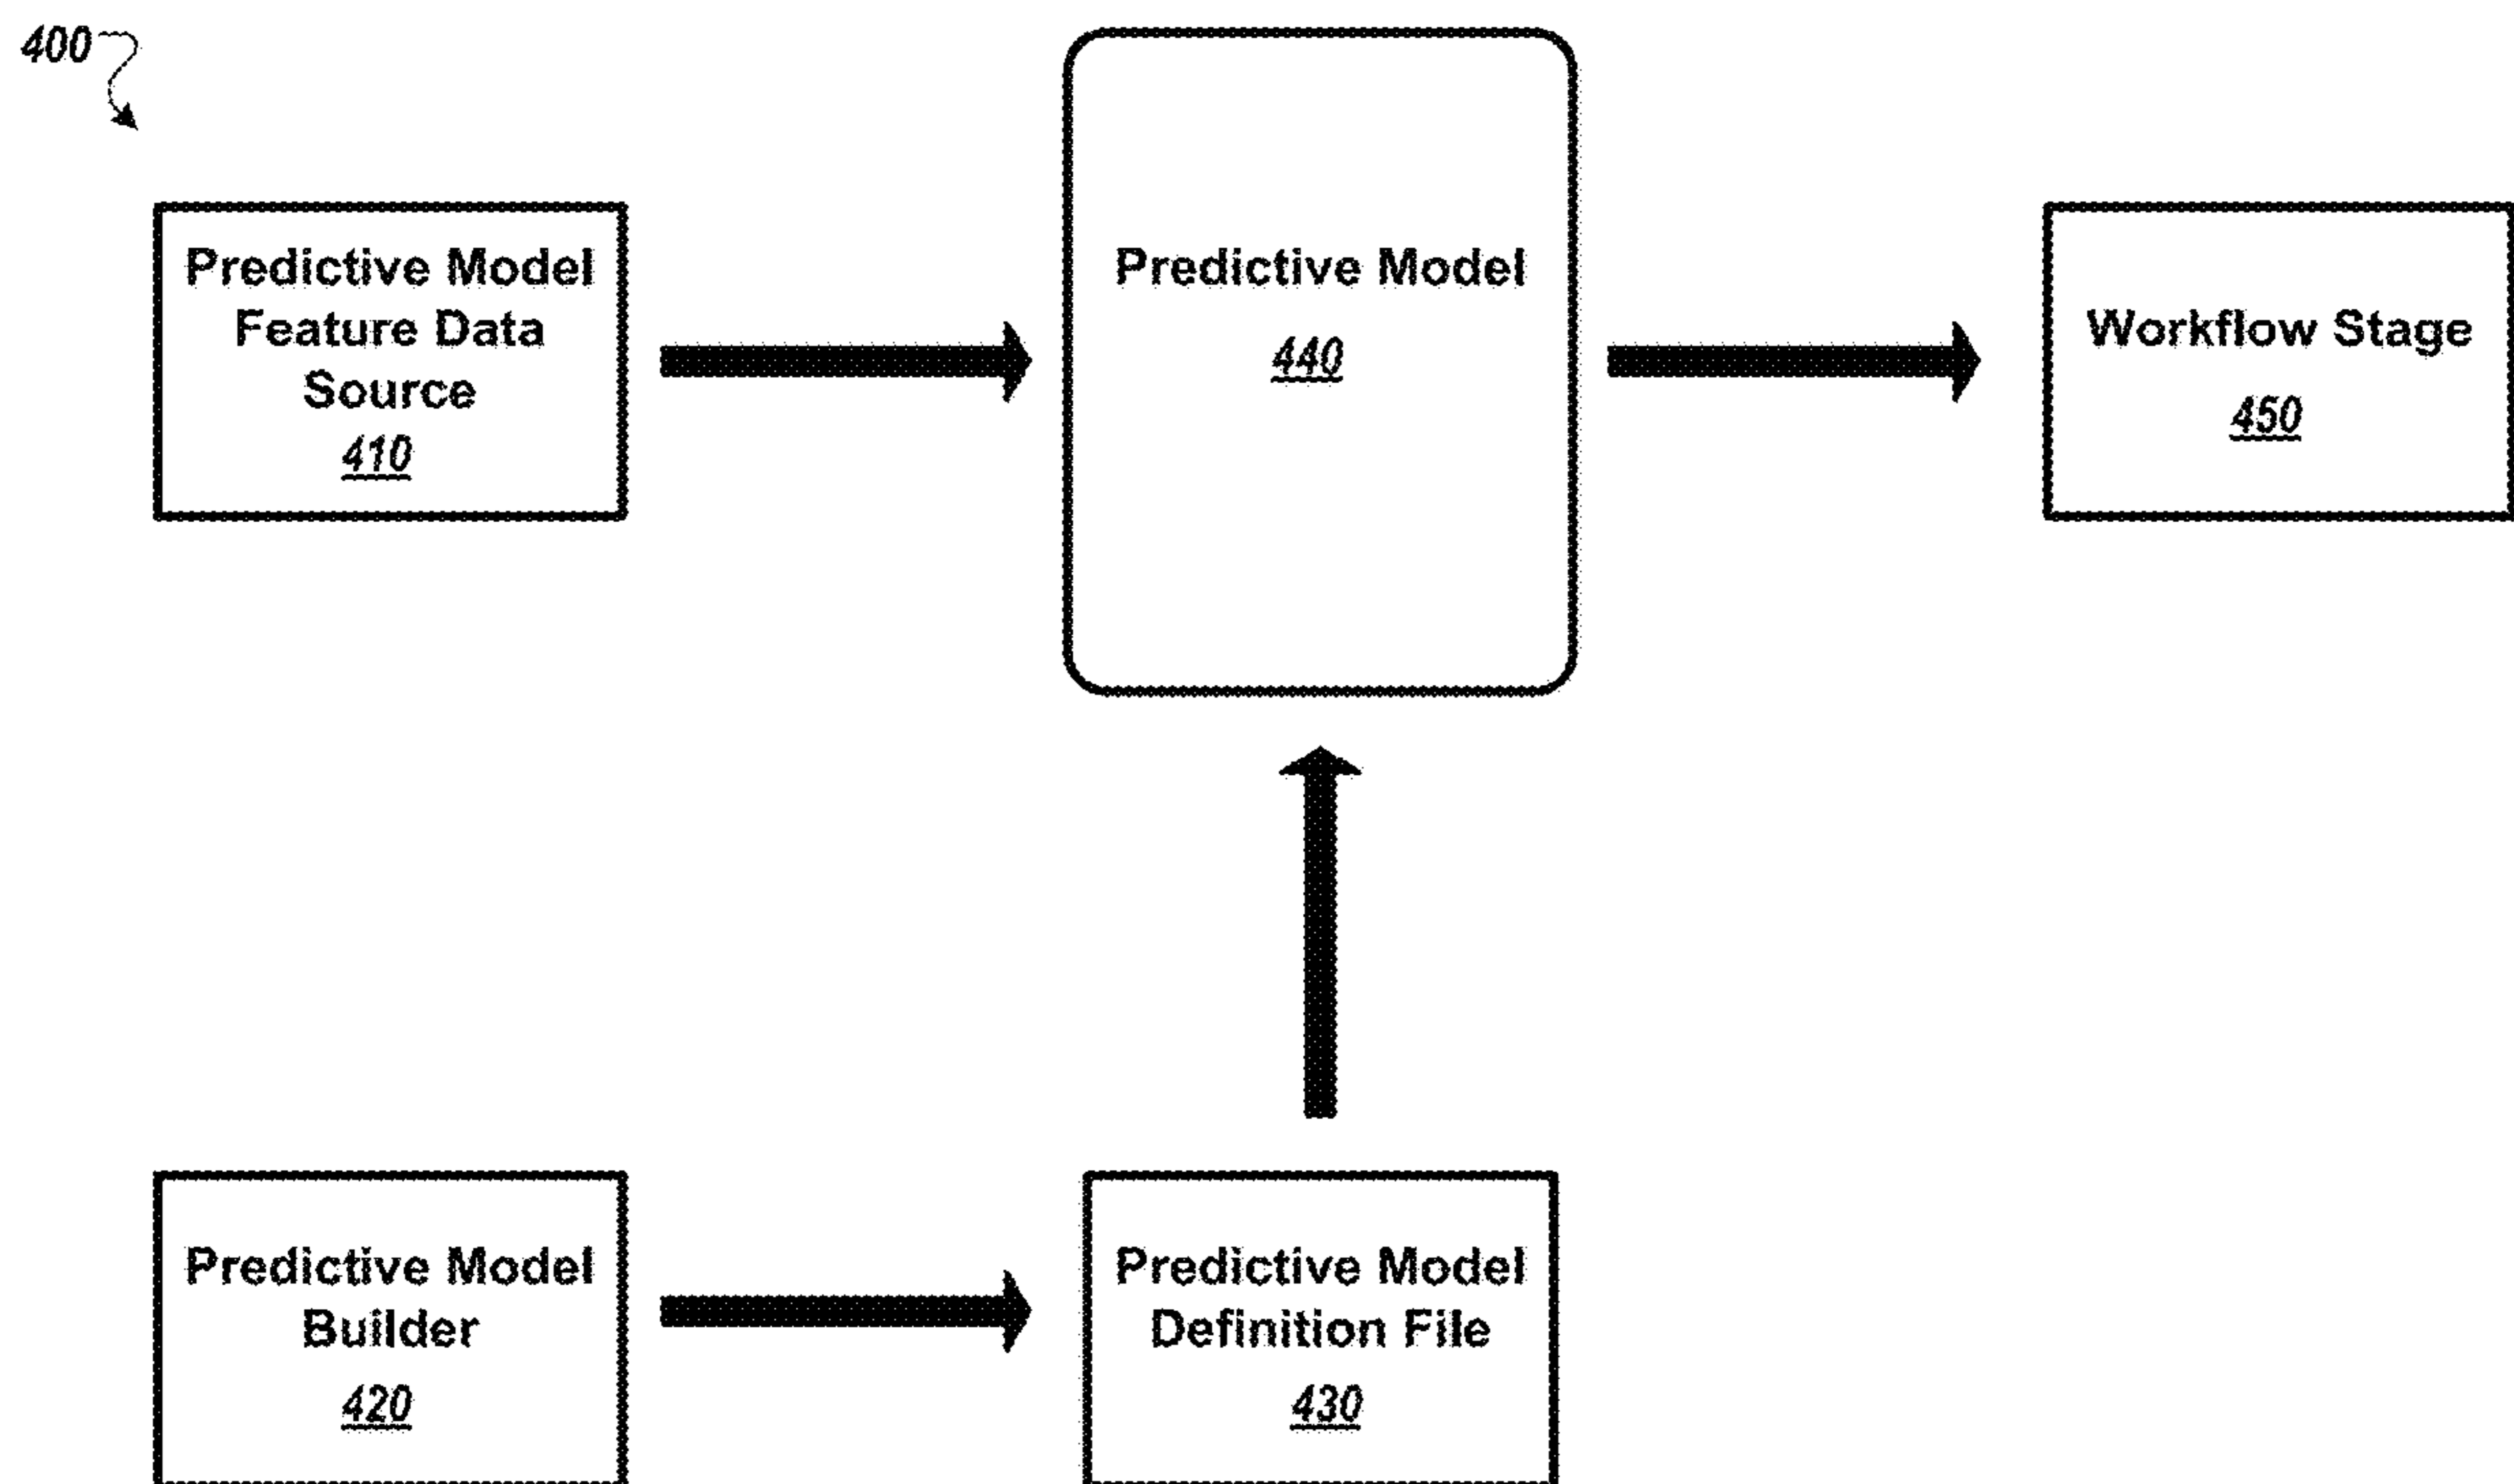 400
Predictive Model
Feature Data
Source
410
Predictive Model
440
Workflow Stage
450
Predictive Model
Builder
420
Predictive Model
Definition File
430